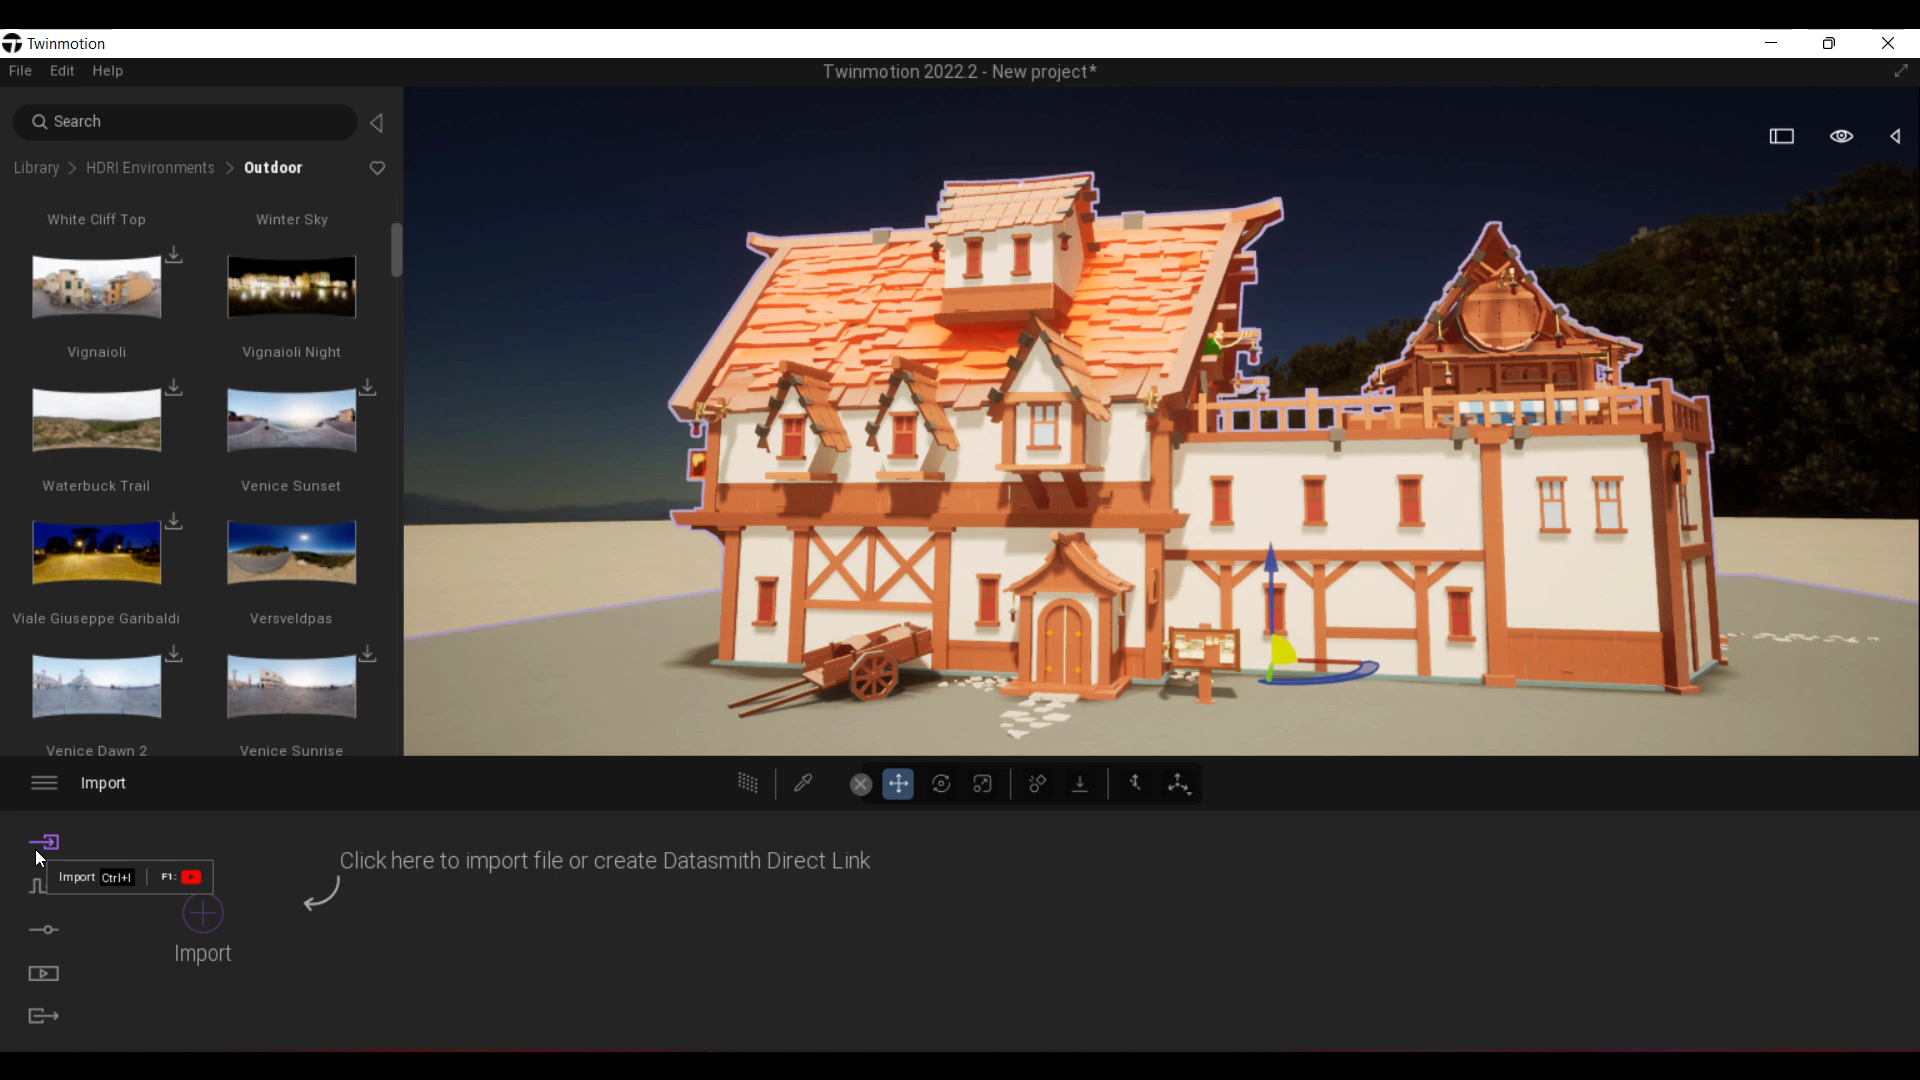 Twinmotion
File Edit Help
Twinmotion 2022.2 - New project*
Search
Library > HDRI Environments > Outdoor
White Cliff Top
Winter Sky
Vignaioli
Vignaioli Night
Waterbuck Trail
Venice Sunset
Viale Giuseppe Garibaldi
Versveldpas
Venice Dawn 2
Venice Sunrise
Import
Click here to import file or create Datasmith Direct Link
Import Ctrl+I F1:
Import